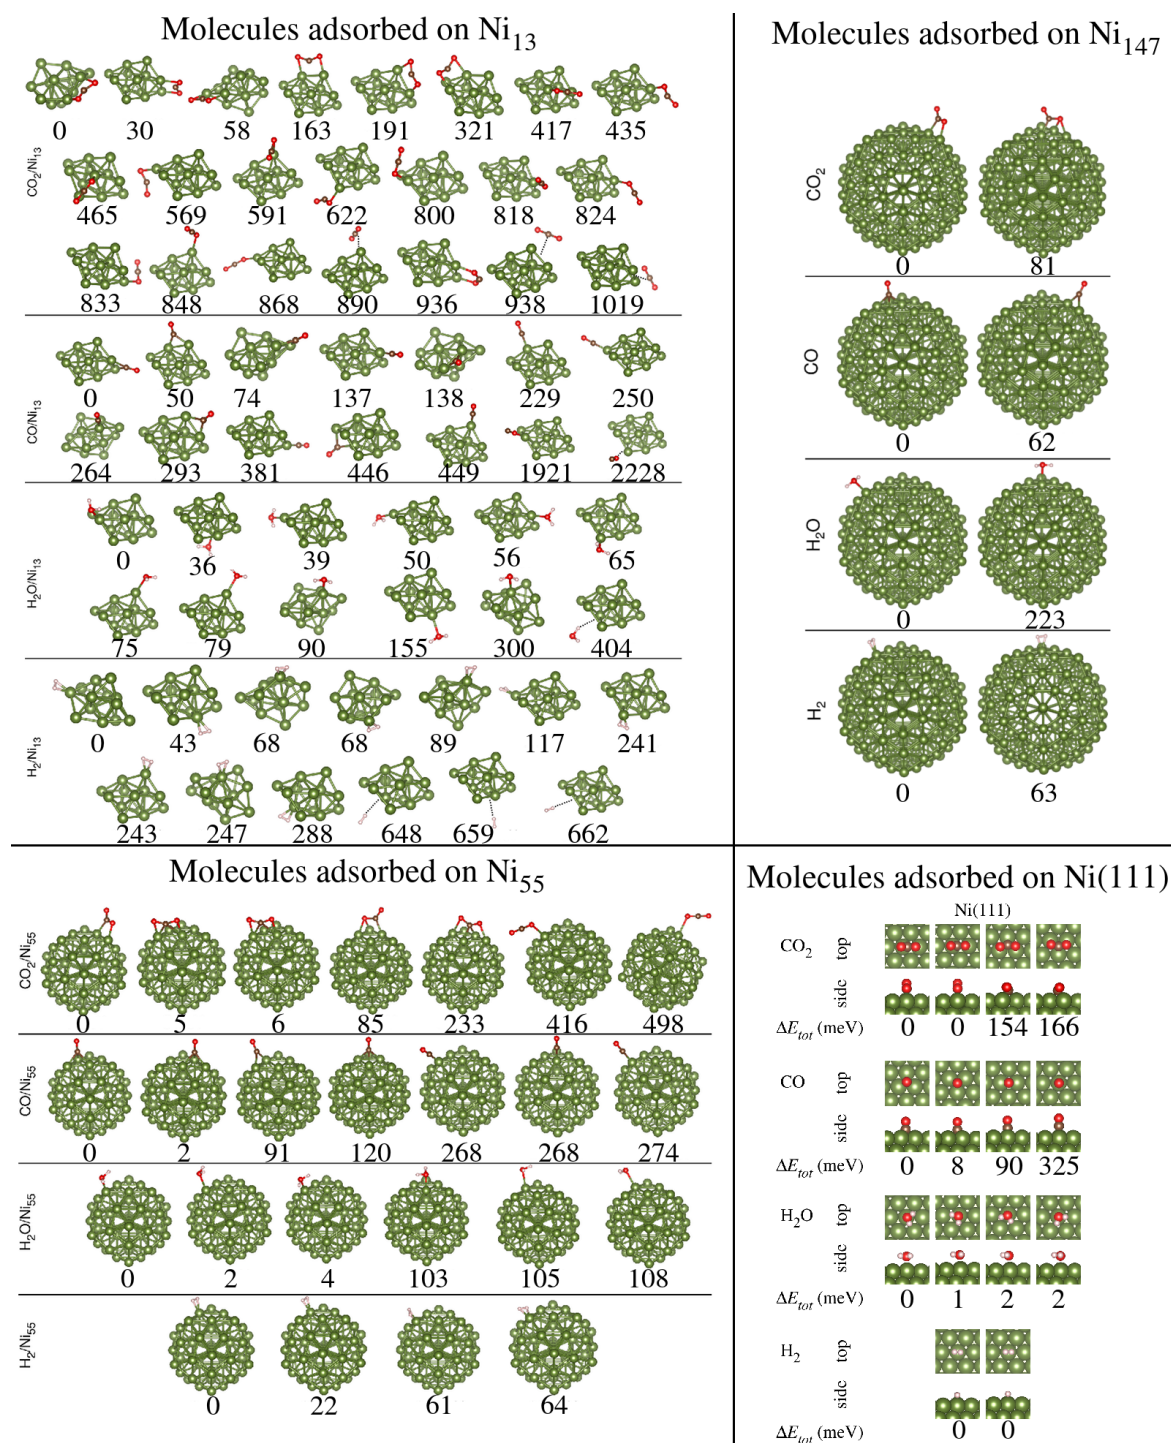 Molecules adsorbed on Ni13
CO2/Ni13
0 30 58 163 191 321 417 435
465 569 591 622 800 818 824
833 848 868 890 936 938 1019
CO/Ni13
0 50 74 137 138 229 250
264 293 381 446 449 1921 2228
H2O/Ni13
0 36 39 50 56 65
75 79 90 155 300 404
H2/Ni13
0 43 68 68 89 117 241
243 247 288 648 659 662
Molecules adsorbed on Ni147
CO2
0 81
CO
0 62
H2O
0 223
H2
0 63
Molecules adsorbed on Ni55
CO2/Ni55
0 5 6 85 233 416 498
CO/Ni55
0 2 91 120 268 268 274
H2O/Ni55
0 2 4 103 105 108
H2/Ni55
0 22 61 64
Molecules adsorbed on Ni(111)
Ni(111)
CO2 top
side
ΔEtot (meV) 0 0 154 166
CO top
side
ΔEtot (meV) 0 8 90 325
H2O top
side
ΔEtot (meV) 0 1 2 2
H2 top
side
ΔEtot (meV) 0 0